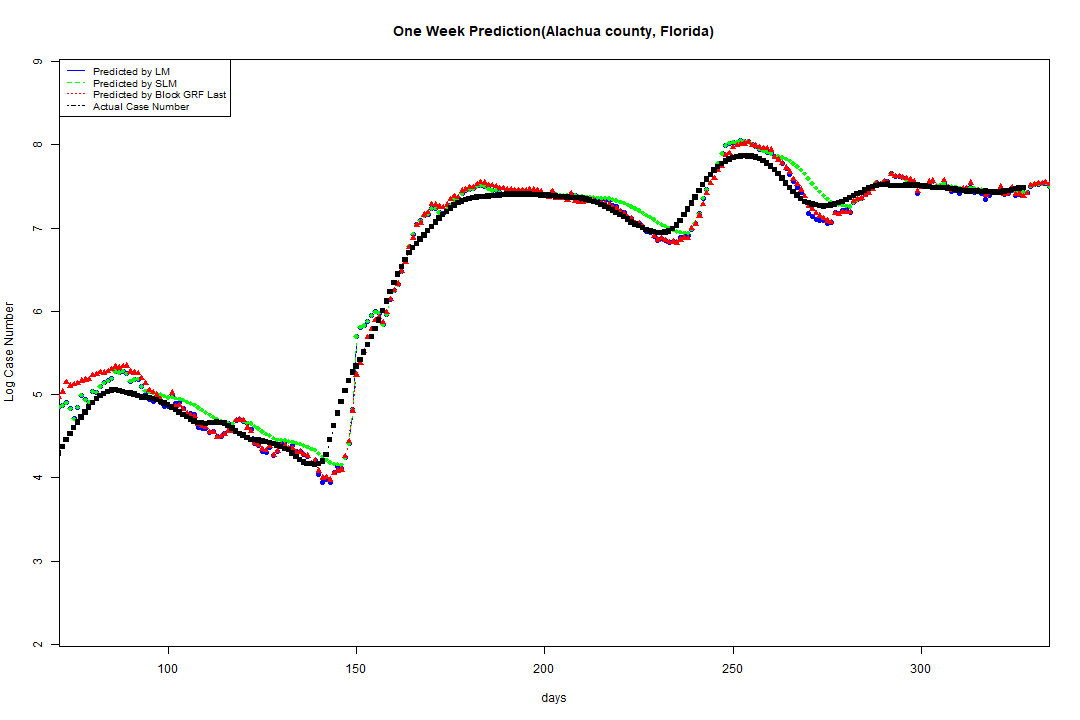 One Week Prediction(Alachua county, Florida)
Predicted by LM
Predicted by SLM
Predicted by Block GRF Last
Actual Case Number
9
8
7
6
5
4
3
2
Log Case Number
100 150 200 250 300
days